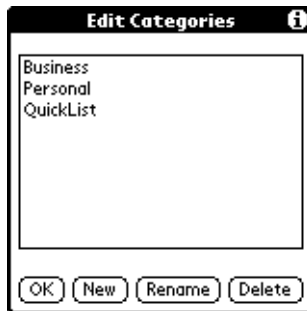 Edit Categories i
Business
Personal
QuickList
OK New Rename Delete